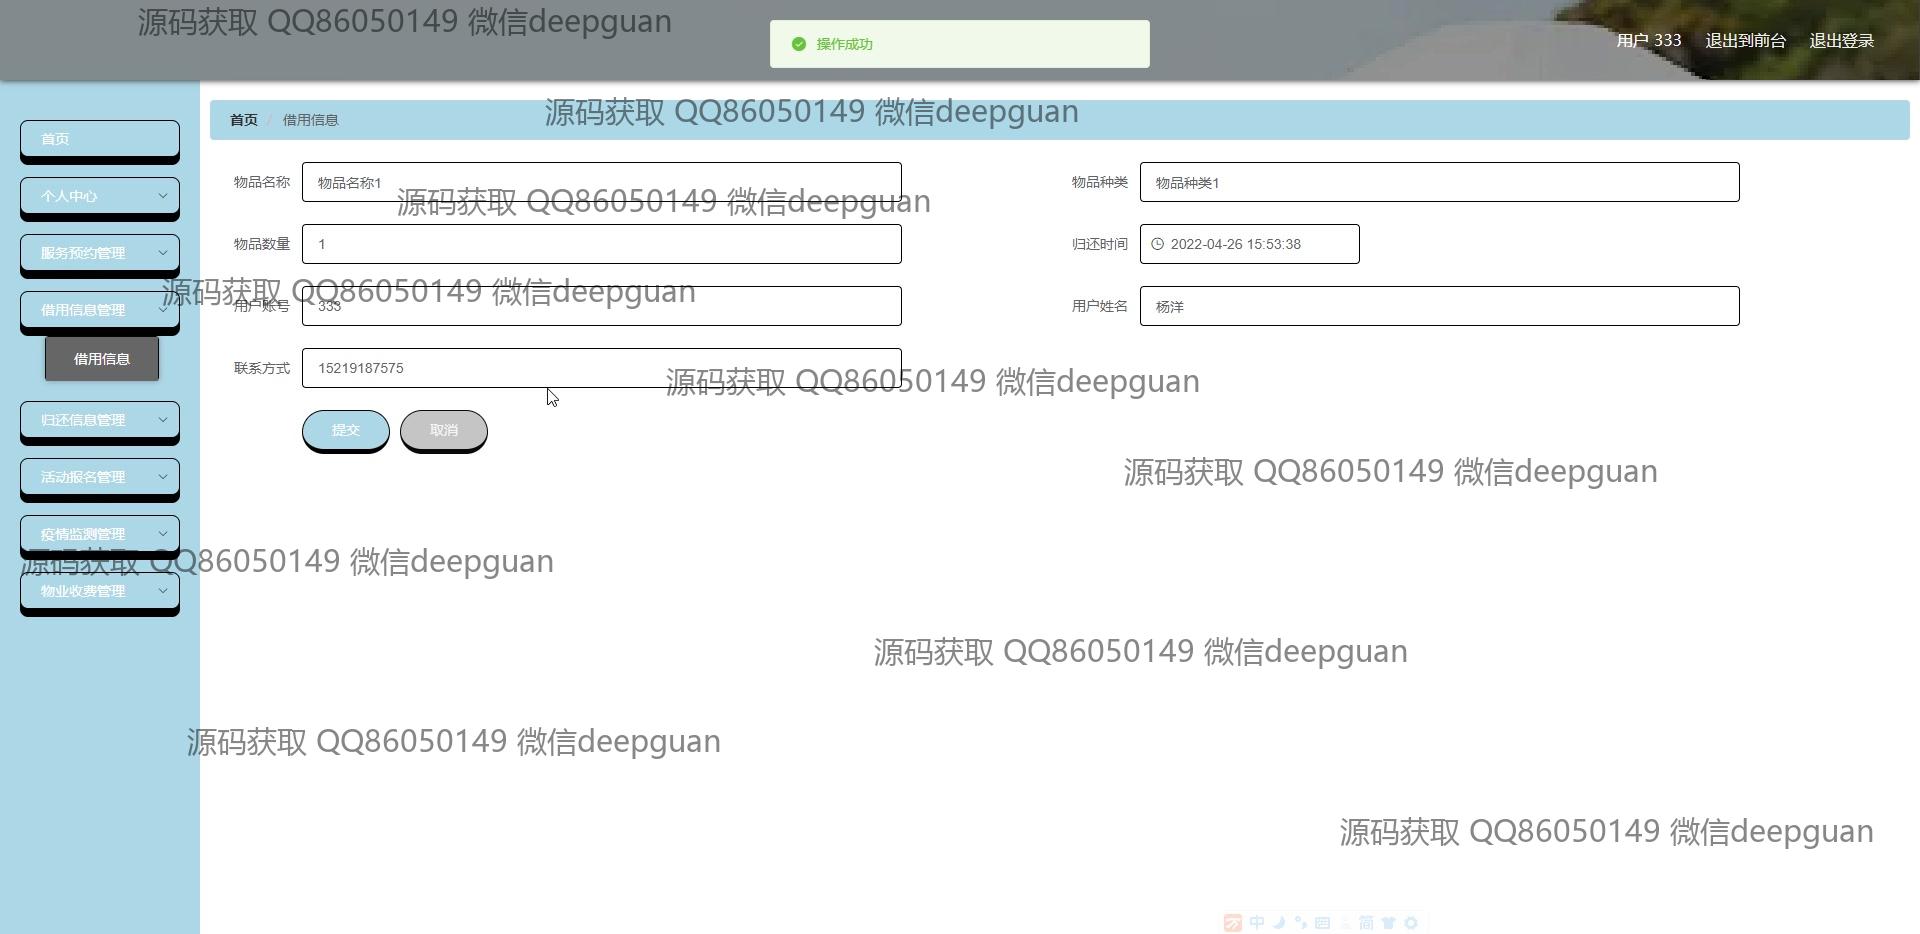 源码获取 QQ86050149 微信deepguan
操作成功
用户 333 退出到前台 退出登录
首页 / 借用信息
源码获取 QQ86050149 微信deepguan
首页
个人中心
服务预约管理
借用信息管理
借用信息
归还信息管理
活动报名管理
疫情监测管理
物业收费管理
物品名称 物品名称1
物品种类 物品种类1
源码获取 QQ86050149 微信deepguan
物品数量 1
归还时间 2022-04-26 15:53:38
源码获取 QQ86050149 微信deepguan
用户账号 333
用户姓名 杨洋
联系方式 15219187575
源码获取 QQ86050149 微信deepguan
提交 取消
源码获取 QQ86050149 微信deepguan
源码获取 QQ86050149 微信deepguan
源码获取 QQ86050149 微信deepguan
源码获取 QQ86050149 微信deepguan
源码获取 QQ86050149 微信deepguan
中 简